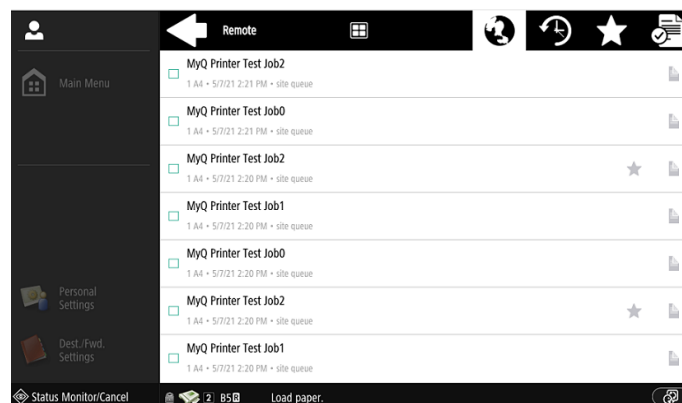 Remote
Main Menu
MyQ Printer Test Job2
1 A4 • 5/7/21 2:21 PM • site queue
MyQ Printer Test Job0
1 A4 • 5/7/21 2:21 PM • site queue
MyQ Printer Test Job2
1 A4 • 5/7/21 2:20 PM • site queue
MyQ Printer Test Job1
1 A4 • 5/7/21 2:20 PM • site queue
MyQ Printer Test Job0
1 A4 • 5/7/21 2:20 PM • site queue
Personal
Settings
MyQ Printer Test Job2
1 A4 • 5/7/21 2:20 PM • site queue
Dest./Fwd.
Settings
MyQ Printer Test Job1
1 A4 • 5/7/21 2:20 PM • site queue
Status Monitor/Cancel 2 B5R Load paper.